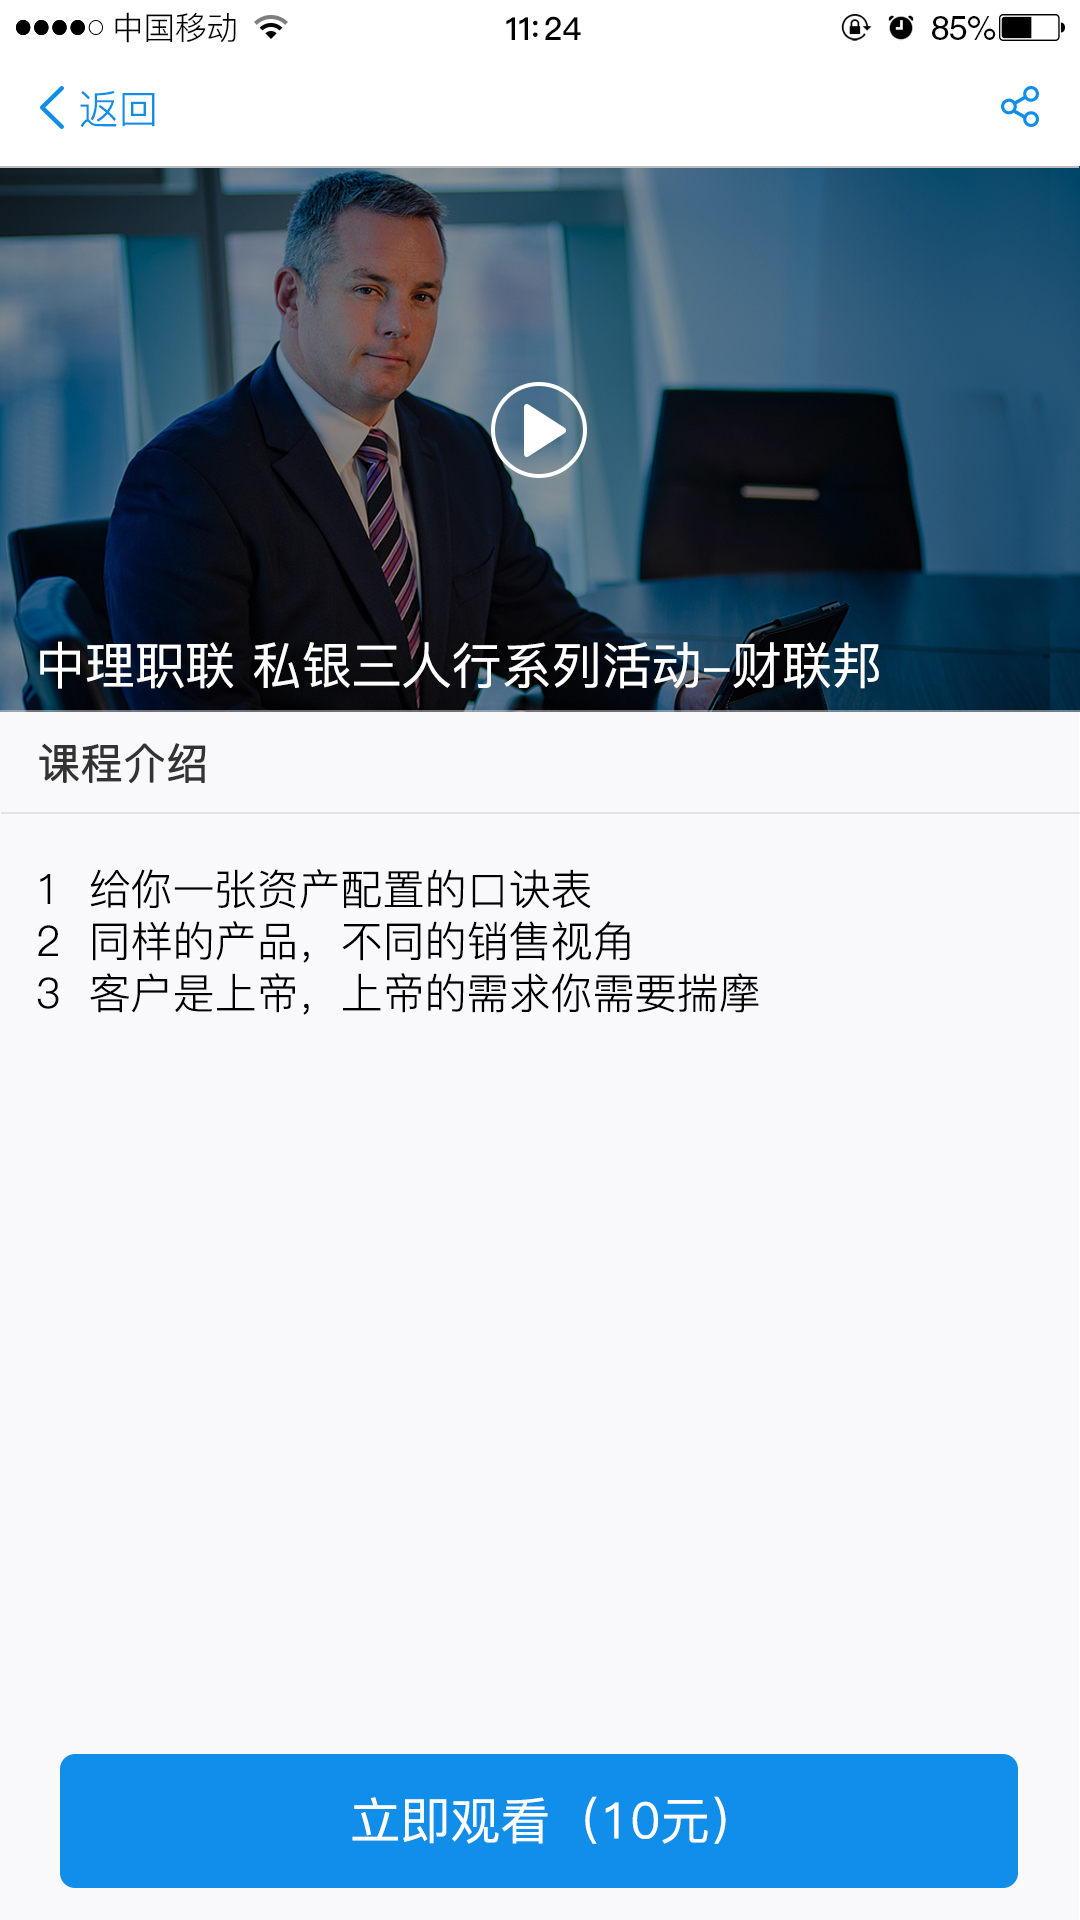 中国移动 11:24 85%
返回
中理职联 私银三人行系列活动–财联邦
课程介绍
1 给你一张资产配置的口诀表
2 同样的产品，不同的销售视角
3 客户是上帝，上帝的需求你需要揣摩
立即观看（10元）